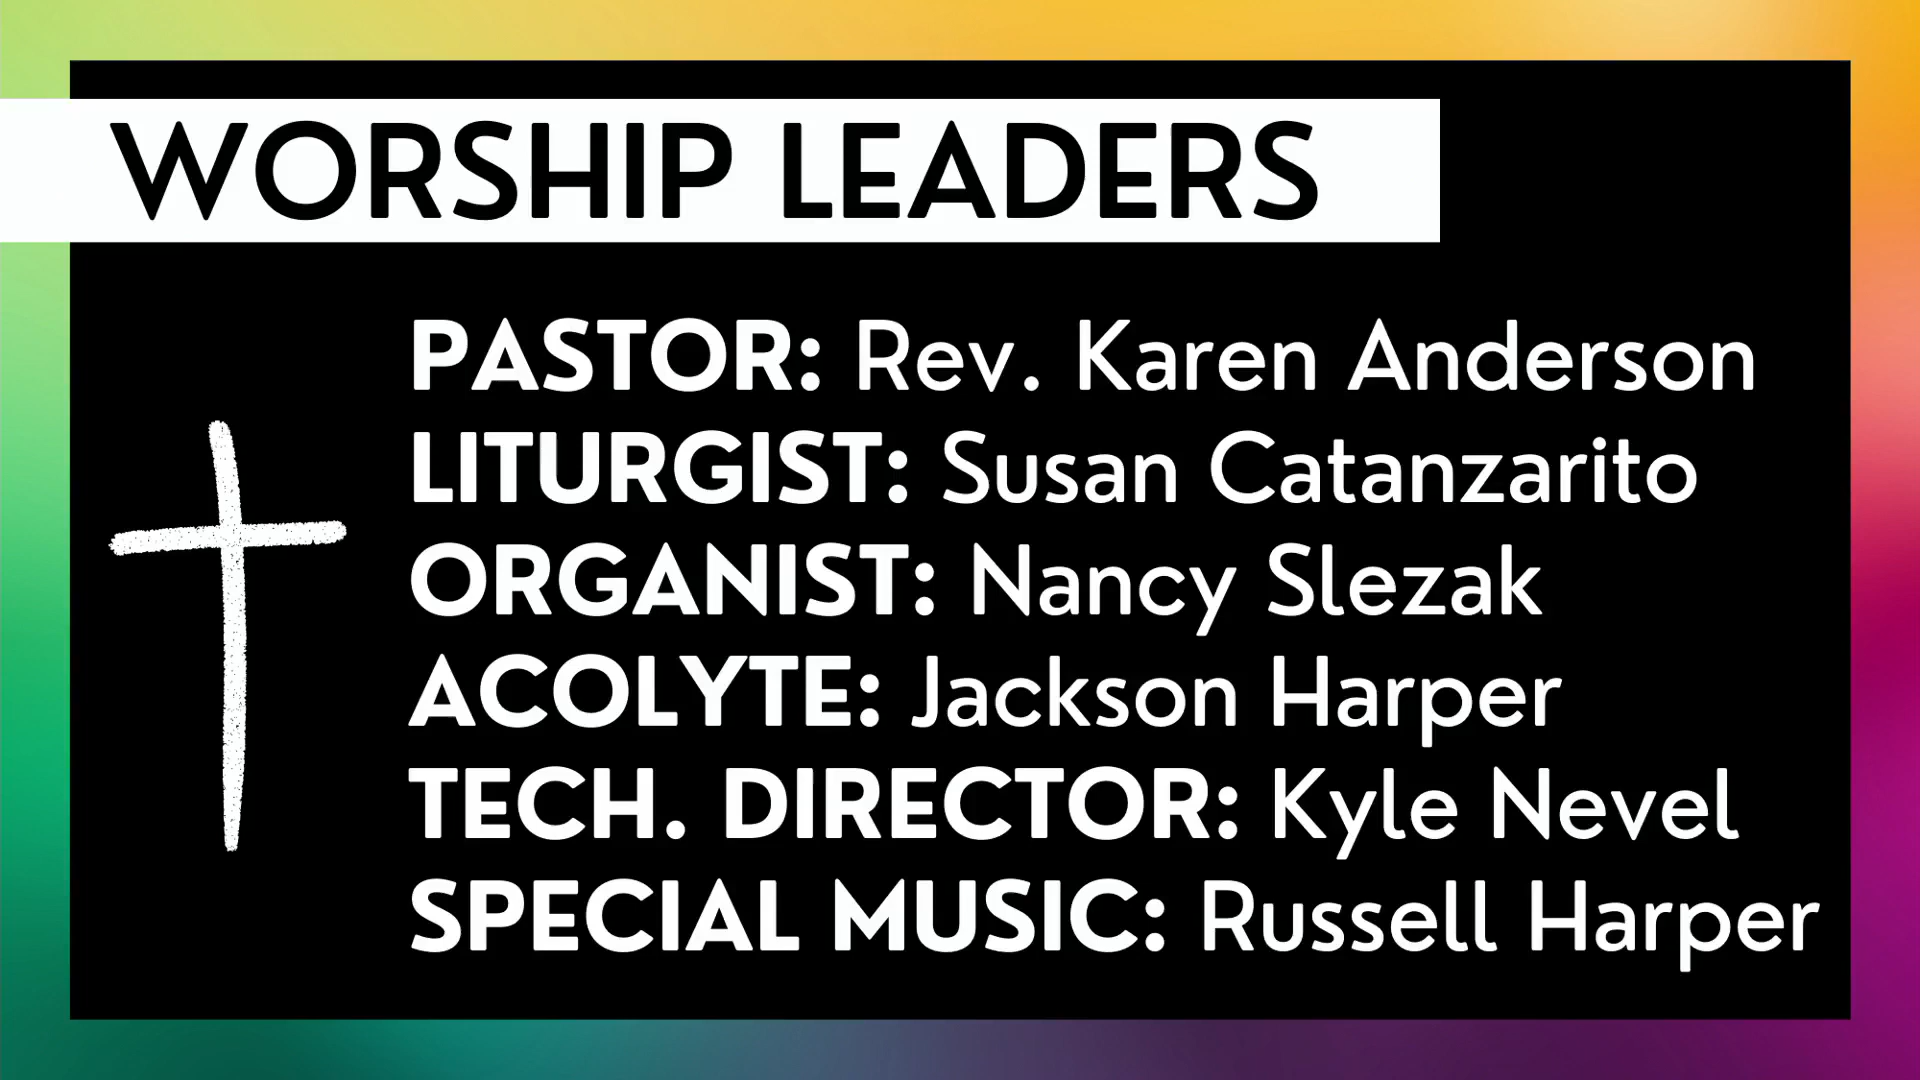 WORSHIP LEADERS
PASTOR: Rev. Karen Anderson
LITURGIST: Susan Catanzarito
ORGANIST: Nancy Slezak
ACOLYTE: Jackson Harper
TECH. DIRECTOR: Kyle Nevel
SPECIAL MUSIC: Russell Harper